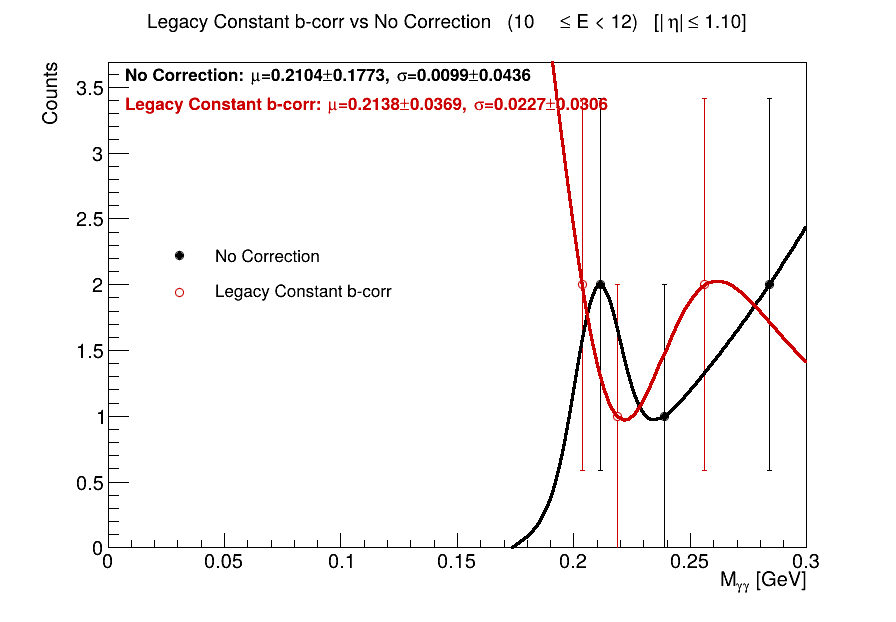 Legacy Constant b-corr vs No Correction (10 ≤ E < 12) [|η| ≤ 1.10]
Counts
No Correction: μ=0.2104±0.1773, σ=0.0099±0.0436
Legacy Constant b-corr: μ=0.2138±0.0369, σ=0.0227±0.0306
3.5
3
2.5
2
1.5
1
0.5
0
No Correction
Legacy Constant b-corr
0 0.05 0.1 0.15 0.2 0.25 0.3
Mγγ [GeV]